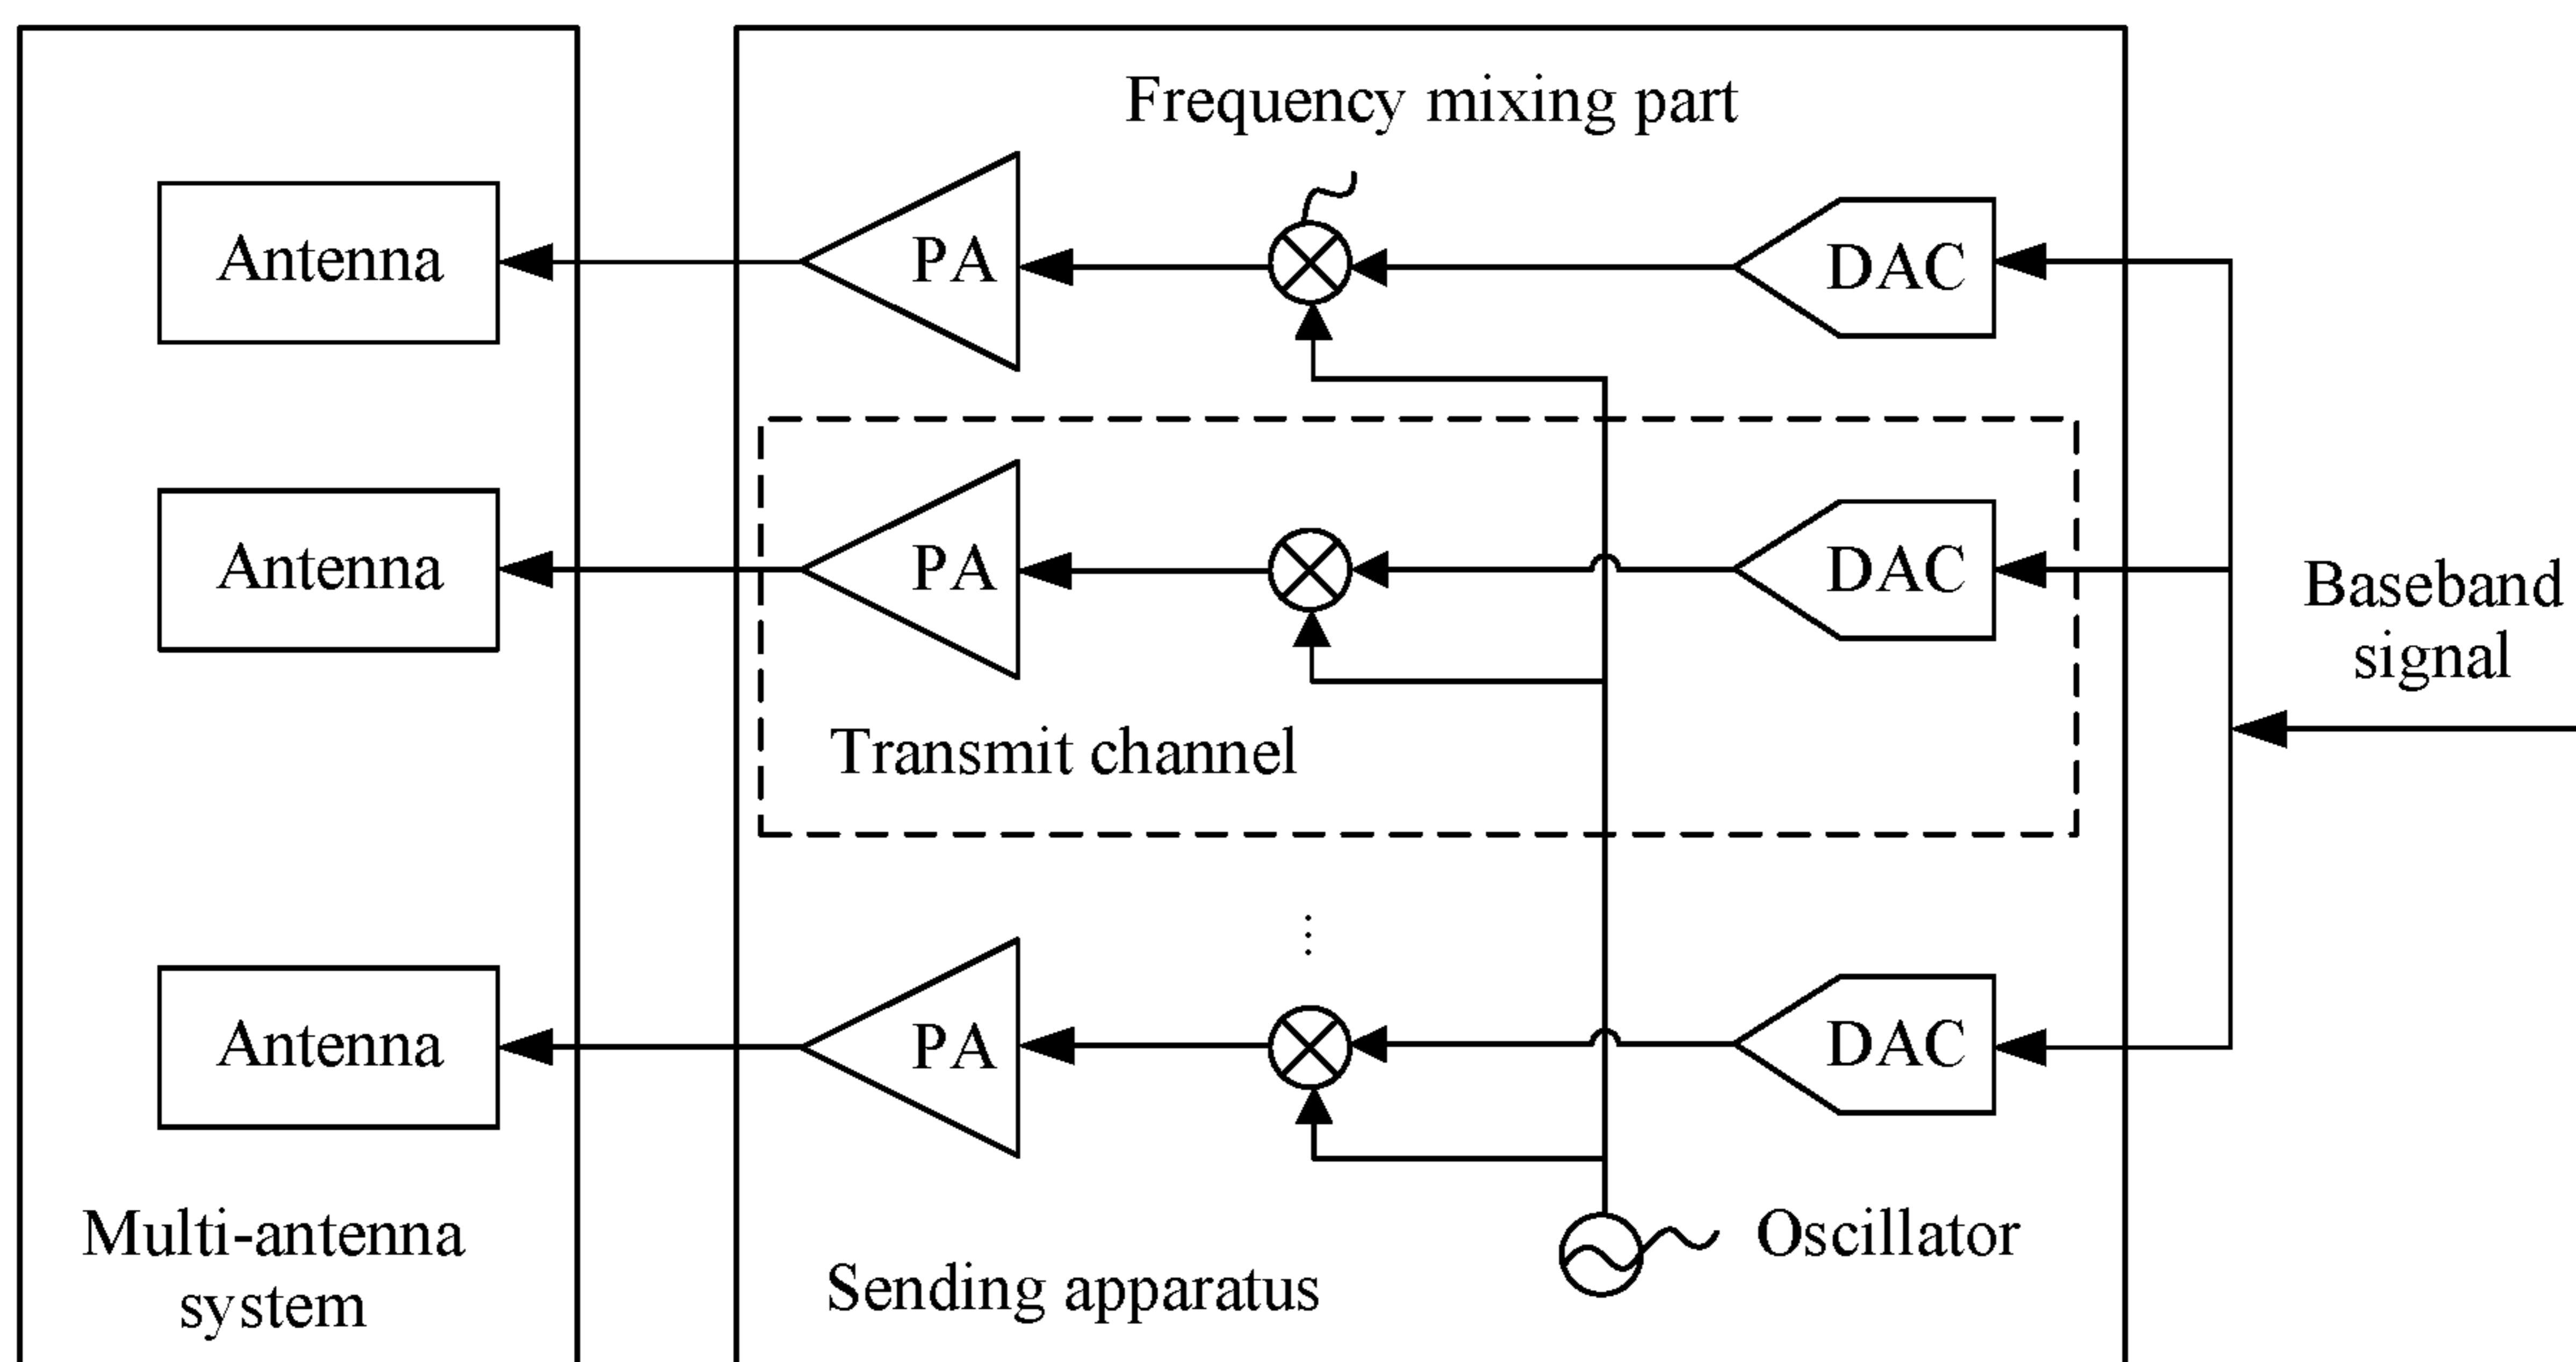 Frequency mixing part
Antenna
PA
DAC
Antenna
PA
DAC
Baseband
signal
Transmit channel
Antenna
PA
DAC
Multi-antenna
system
Sending apparatus
Oscillator